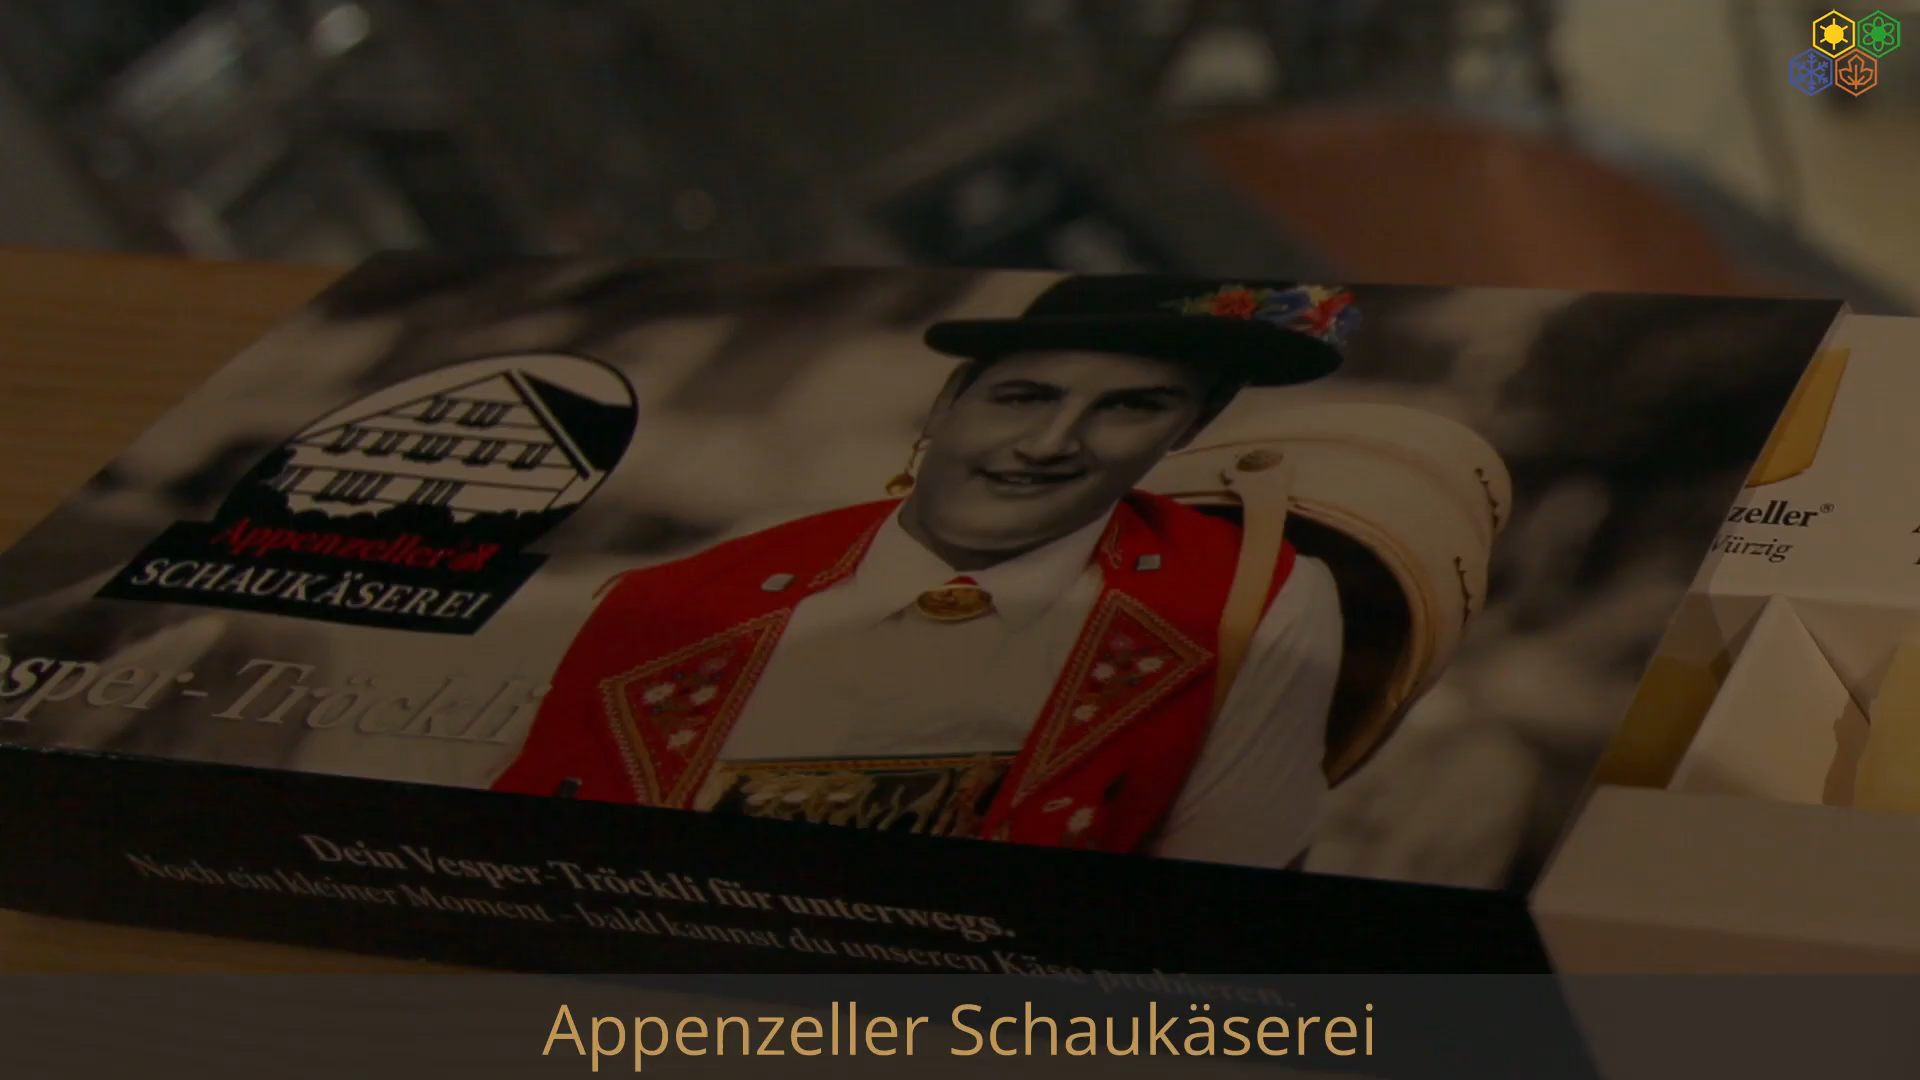 Appenzeller
SCHAUKÄSEREI
esper-Tröckli
zeller®
Würzig
Dein Vesper-Tröckli für unterwegs.
Noch ein kleiner Moment – bald kannst du unseren Käse probieren.
Appenzeller Schaukäserei